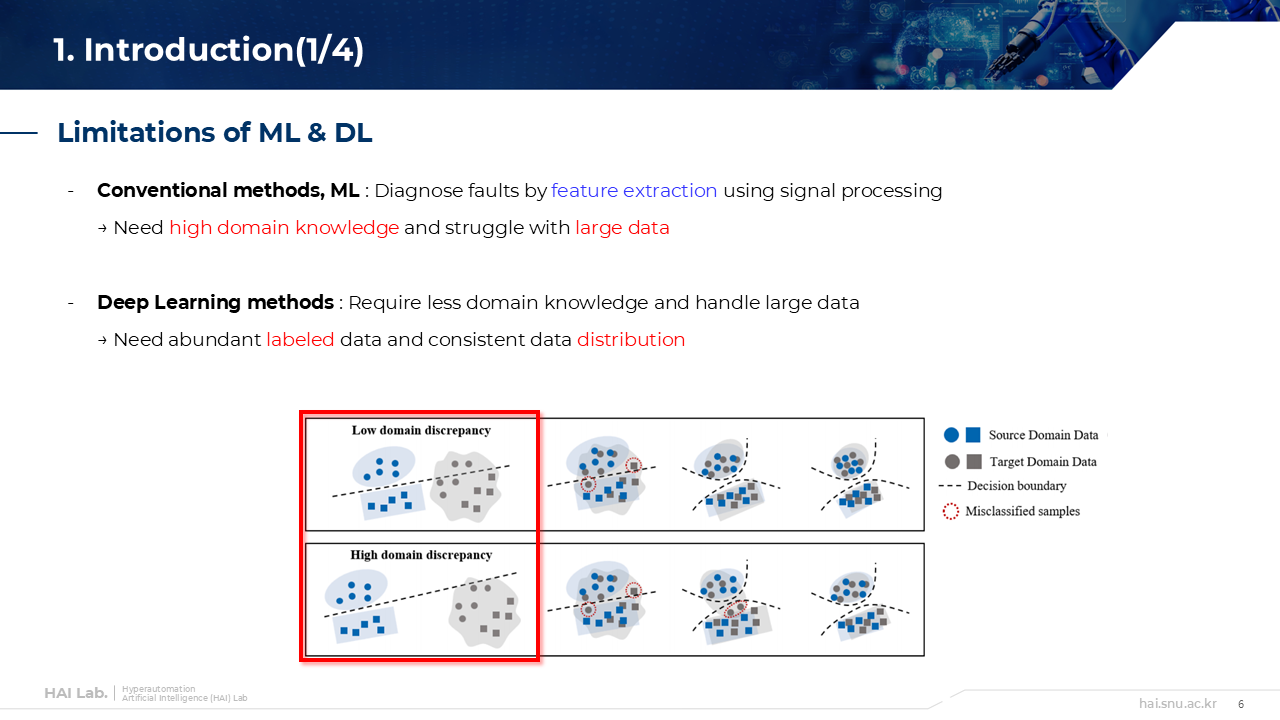 1. Introduction(1/4)
Limitations of ML & DL
- Conventional methods, ML : Diagnose faults by feature extraction using signal processing
→ Need high domain knowledge and struggle with large data
- Deep Learning methods : Require less domain knowledge and handle large data
→ Need abundant labeled data and consistent data distribution
Low domain discrepancy
High domain discrepancy
Source Domain Data
Target Domain Data
Decision boundary
Misclassified samples
HAI Lab.
Hyperautomation
Artificial Intelligence (HAI) Lab
hai.snu.ac.kr
6